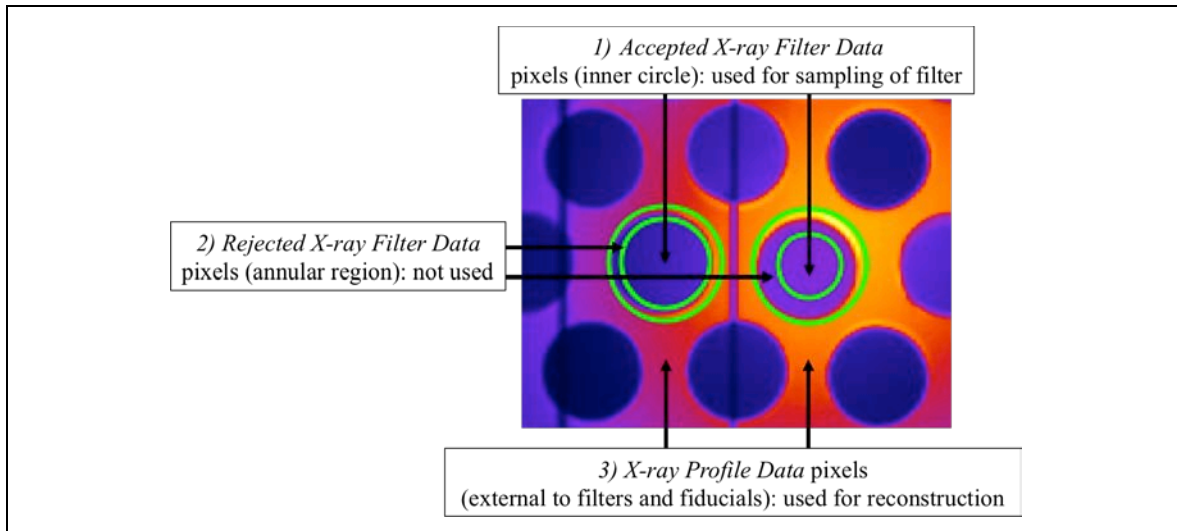 1) Accepted X-ray Filter Data
pixels (inner circle): used for sampling of filter
2) Rejected X-ray Filter Data
pixels (annular region): not used
3) X-ray Profile Data pixels
(external to filters and fiducials): used for reconstruction